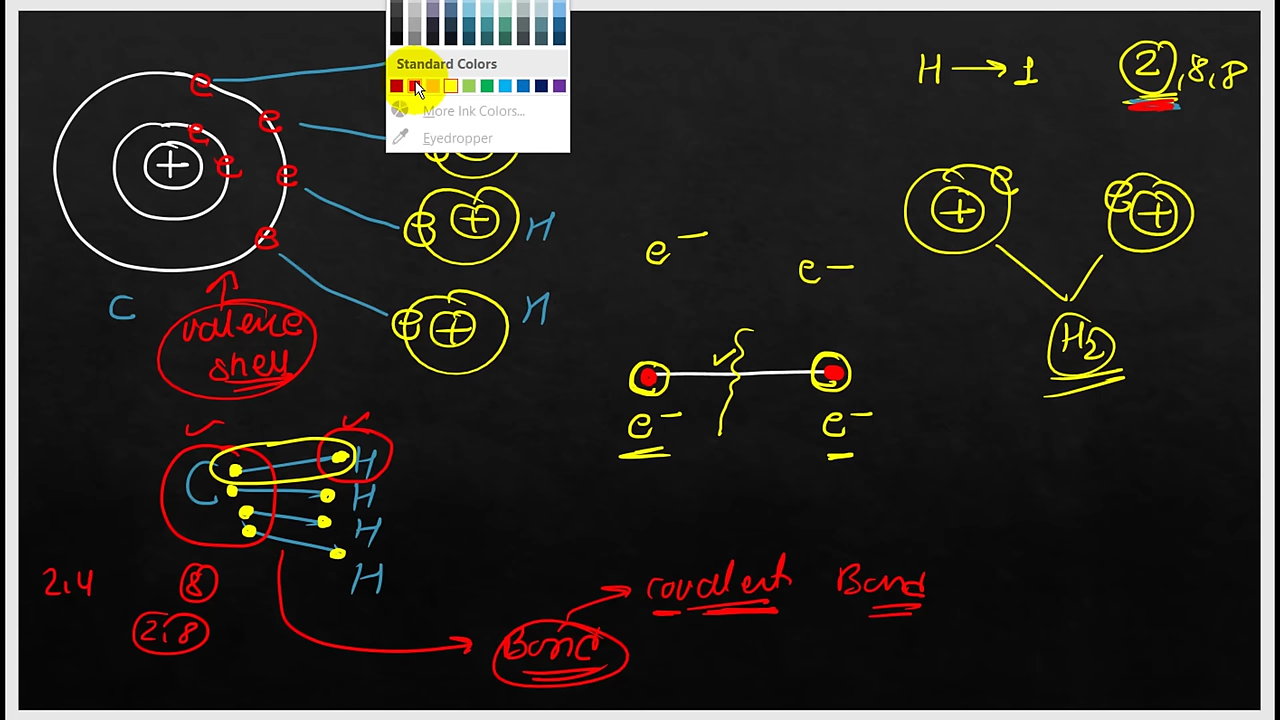 Standard Colors
More Ink Colors...
Eyedropper
H → 1 2,8,8
e
e
e
e
e
e
+
e +
H
e +
H
C
valence
shell
e +
e +
H2
e−
e−
e−
e−
C
H
H
H
H
2,4
8
2,8
covalent Bond
Bond